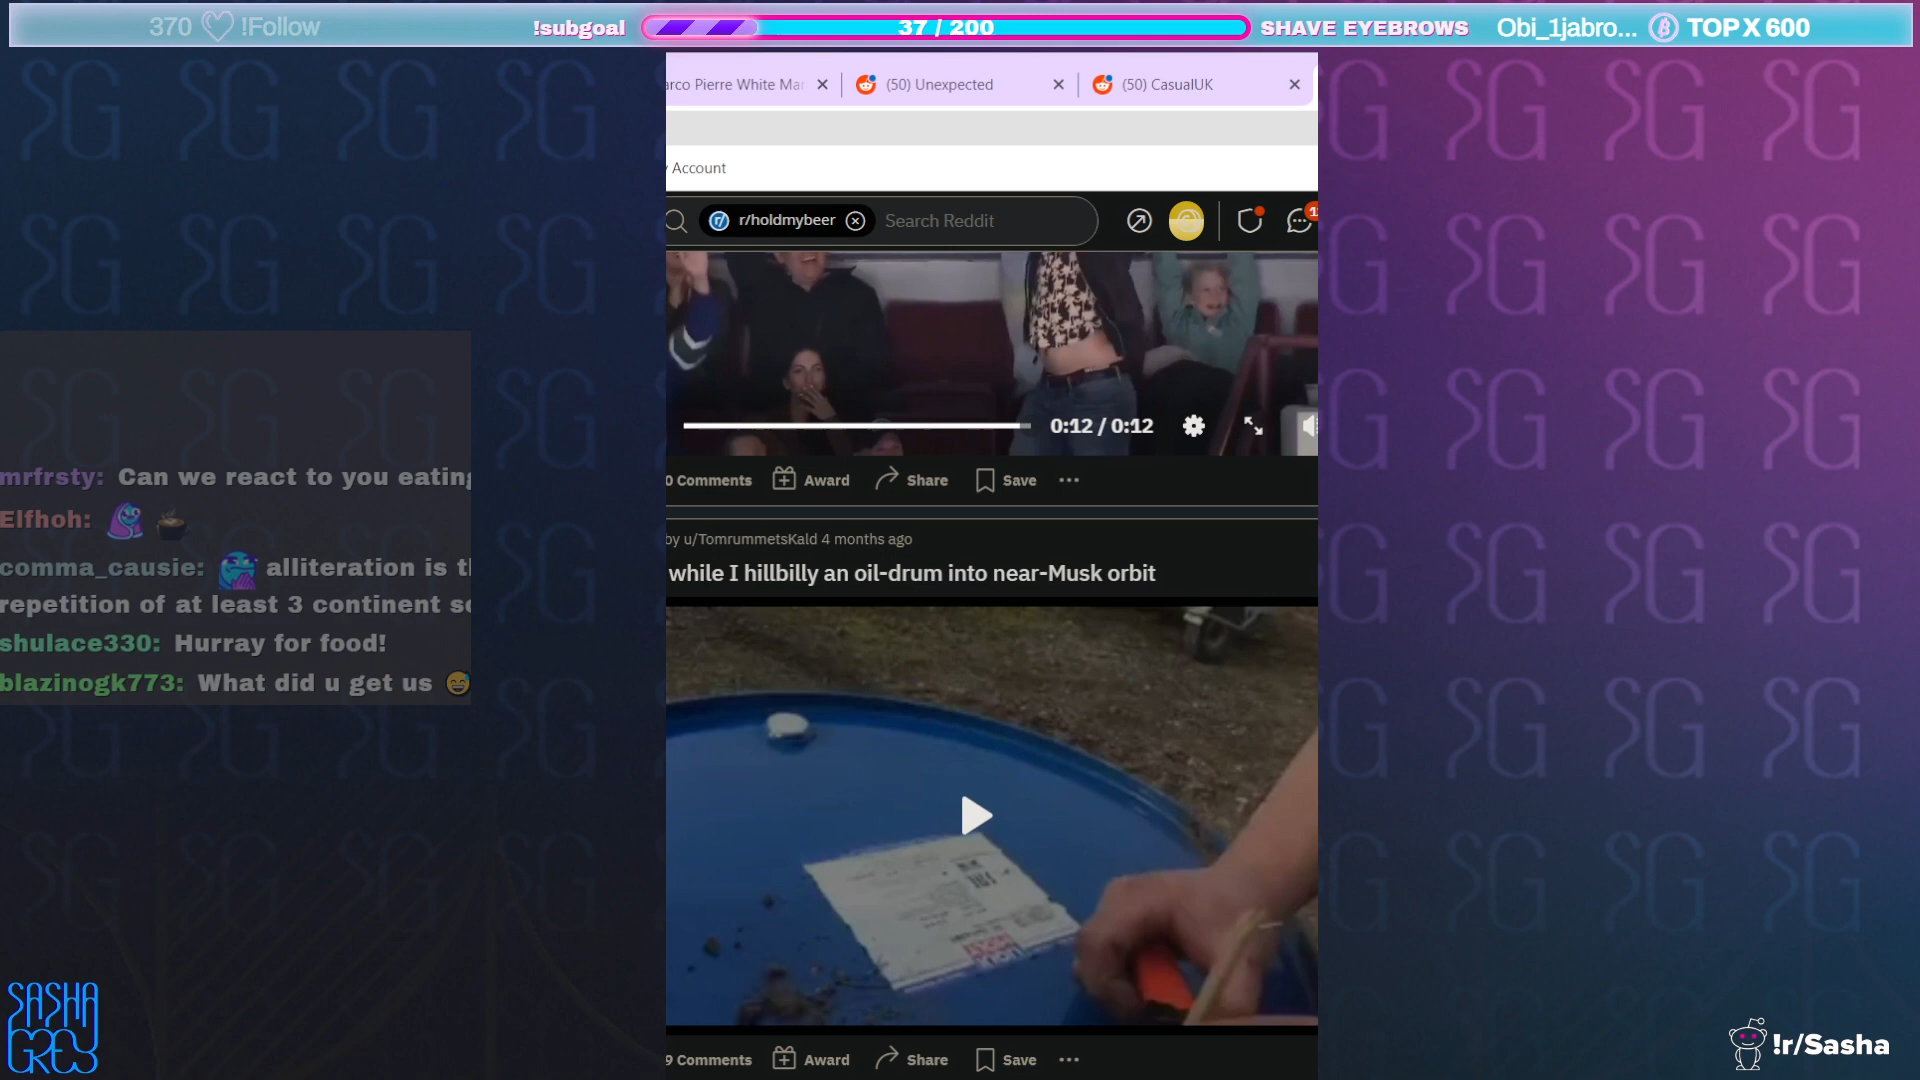 370 !Follow
!subgoal
37 / 200
SHAVE EYEBROWS
Obi_1jabro...
TOP X 600
arco Pierre White Mar
(50) Unexpected
(50) CasualUK
Account
r/holdmybeer
Search Reddit
0:12 / 0:12
0 Comments Award Share Save
by u/TomrummetsKald 4 months ago
while I hillbilly an oil-drum into near-Musk orbit
9 Comments Award Share Save
mrfrsty: Can we react to you eating
Elfhoh:
comma_causie: alliteration is th
repetition of at least 3 continent so
shulace330: Hurray for food!
blazinogk773: What did u get us
SASHA
GREY
!r/Sasha